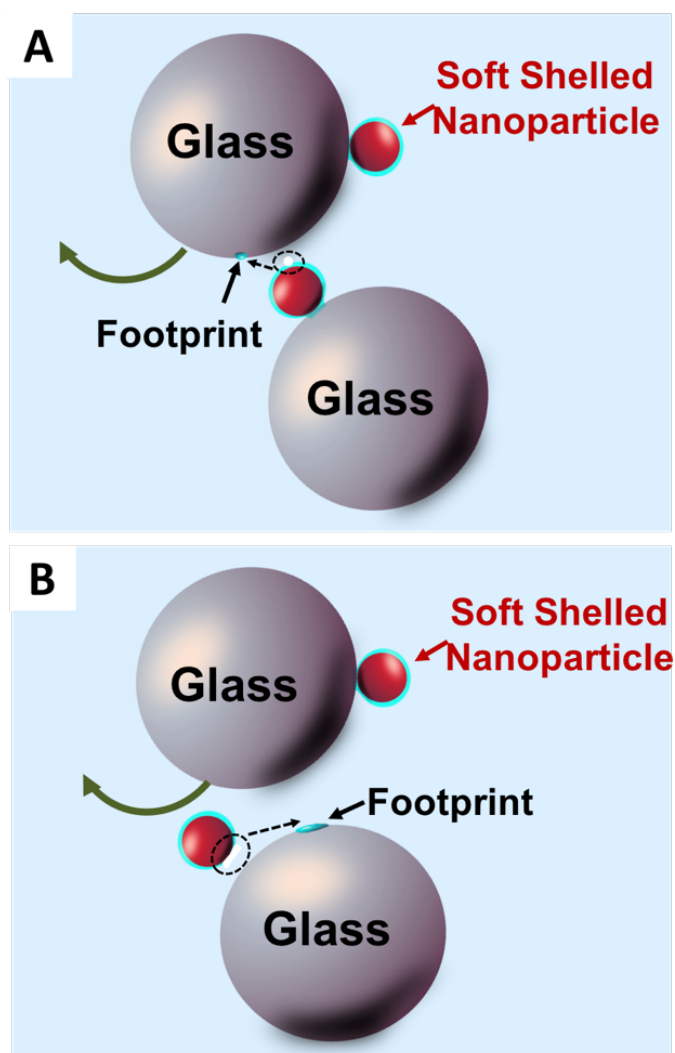 A
Soft Shelled
Nanoparticle
Glass
Footprint
Glass
B
Soft Shelled
Nanoparticle
Glass
Footprint
Glass